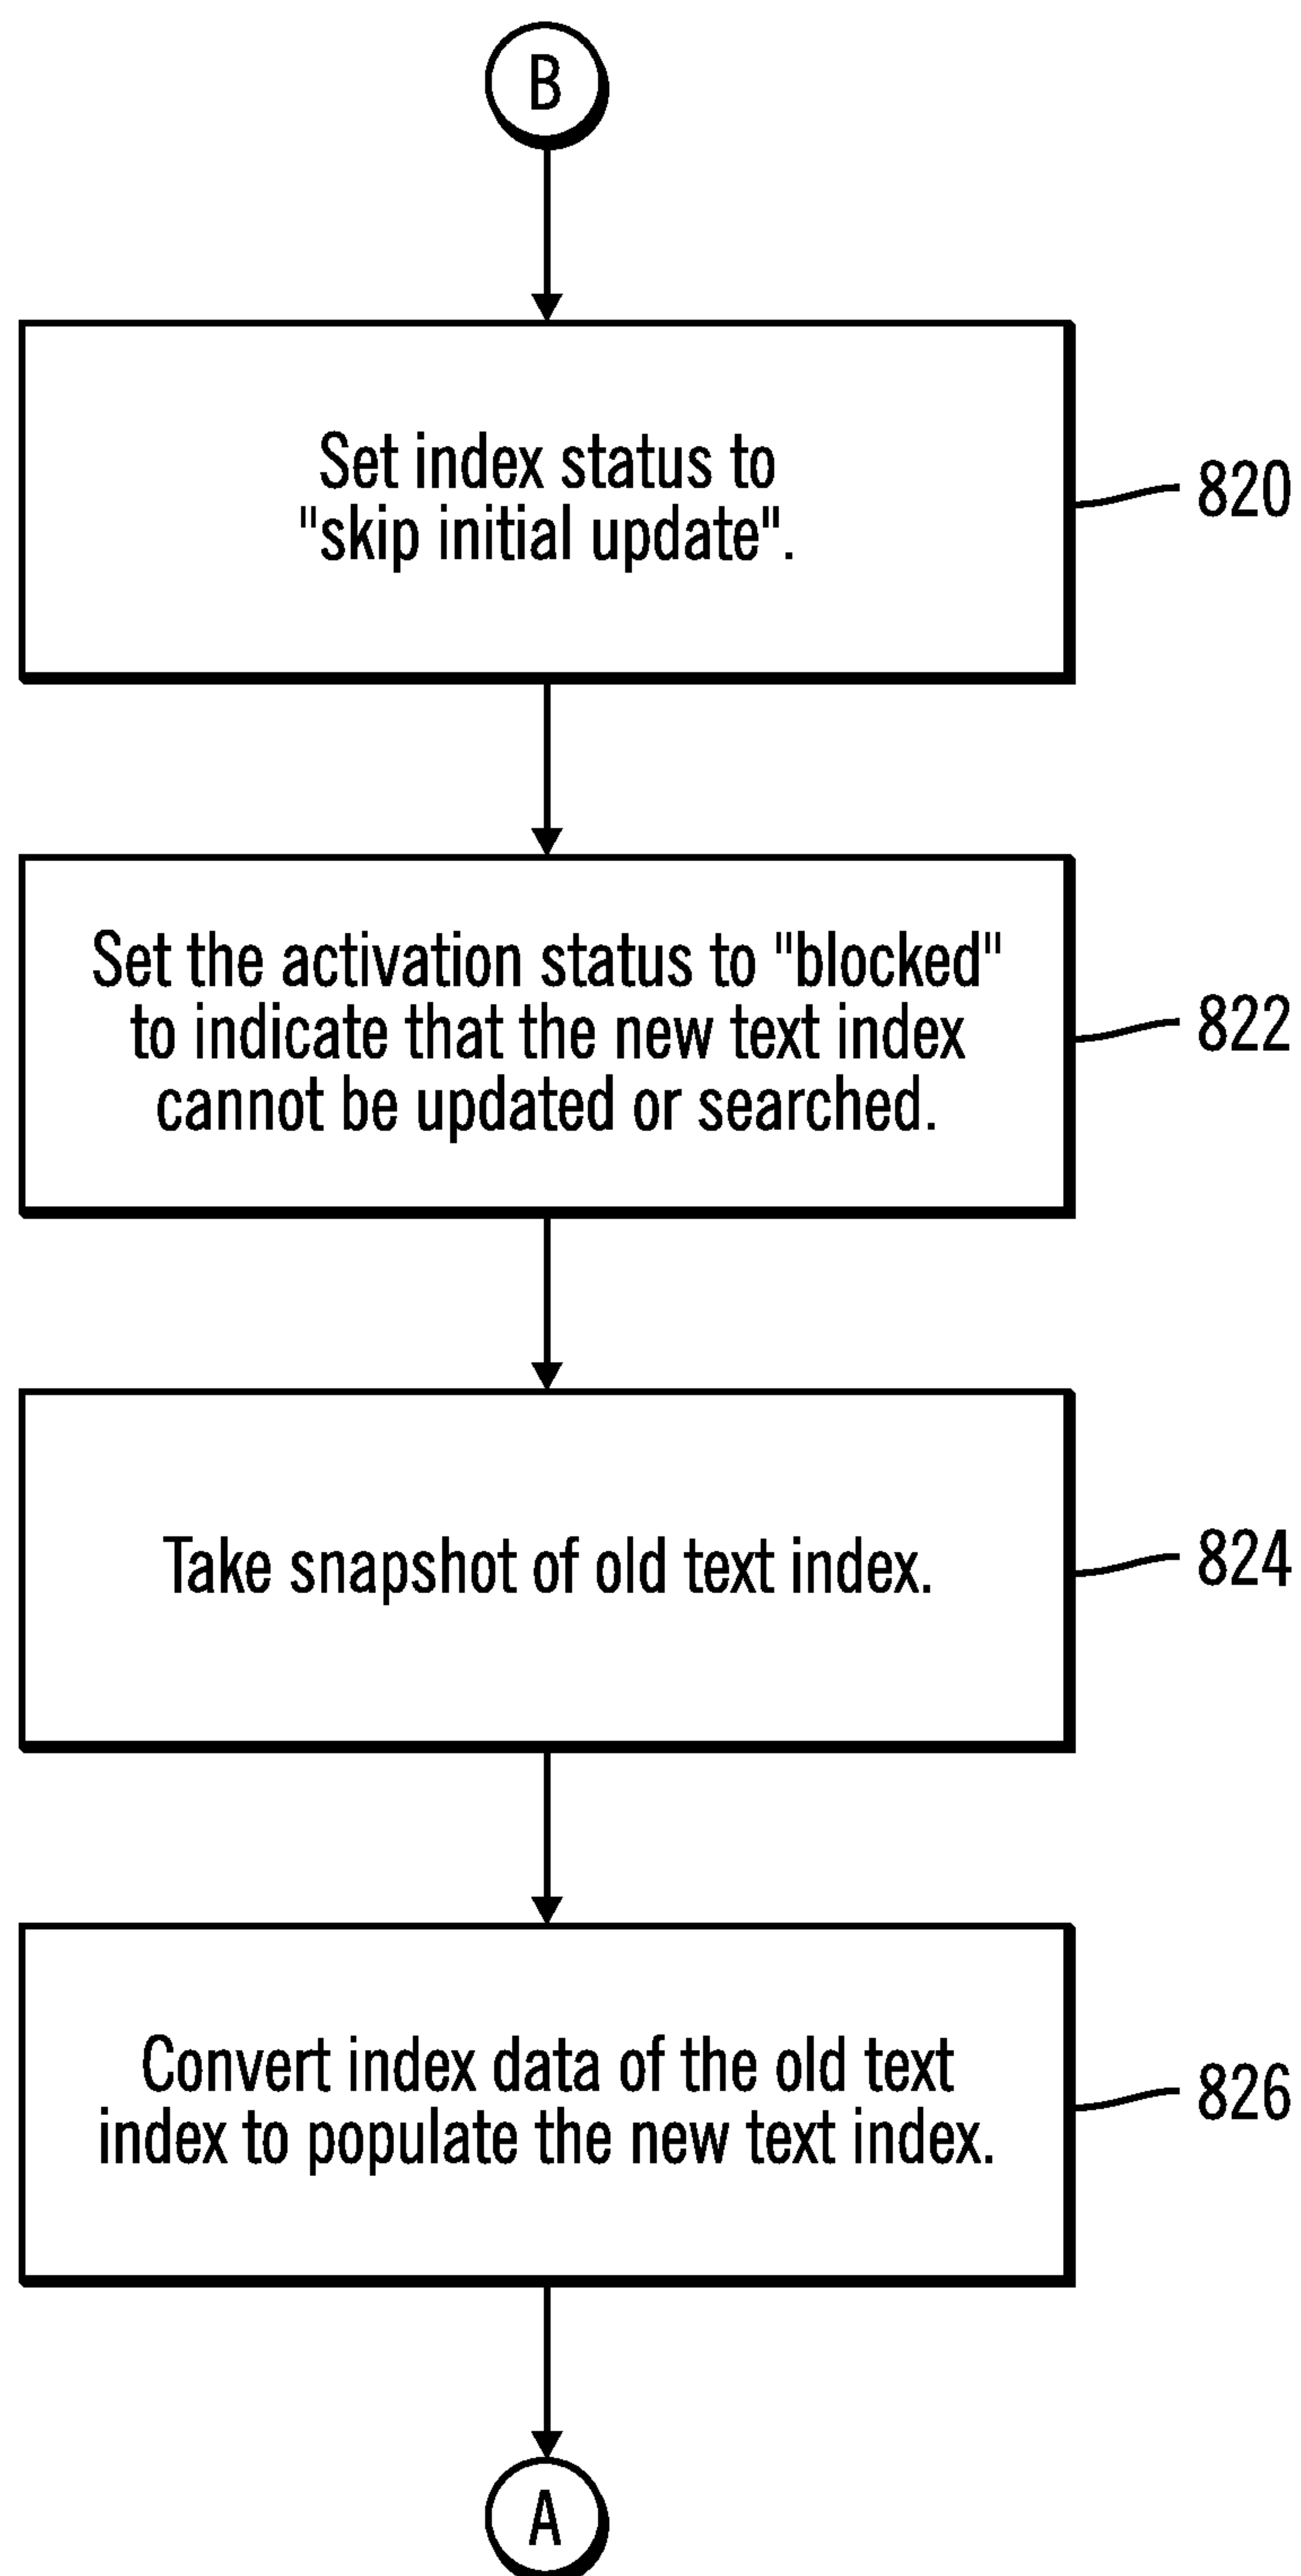 B
Set index status to
"skip initial update".
820
Set the activation status to "blocked"
to indicate that the new text index
cannot be updated or searched.
822
Take snapshot of old text index.
824
Convert index data of the old text
index to populate the new text index.
826
A